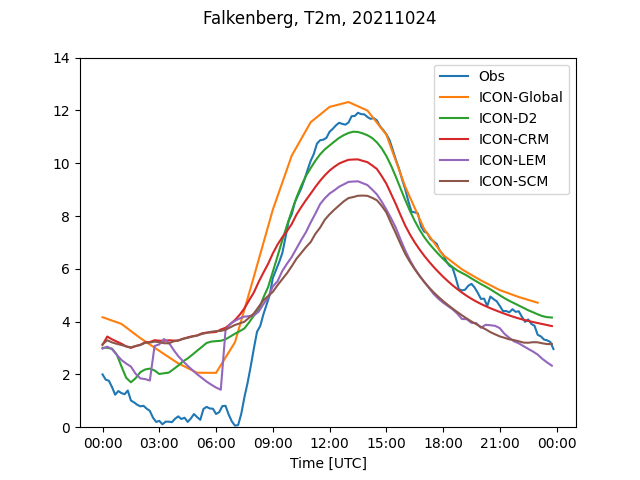 Falkenberg, T2m, 20211024
14
12
10
8
6
4
2
0
Obs
ICON-Global
ICON-D2
ICON-CRM
ICON-LEM
ICON-SCM
00:00 03:00 06:00 09:00 12:00 15:00 18:00 21:00 00:00
Time [UTC]